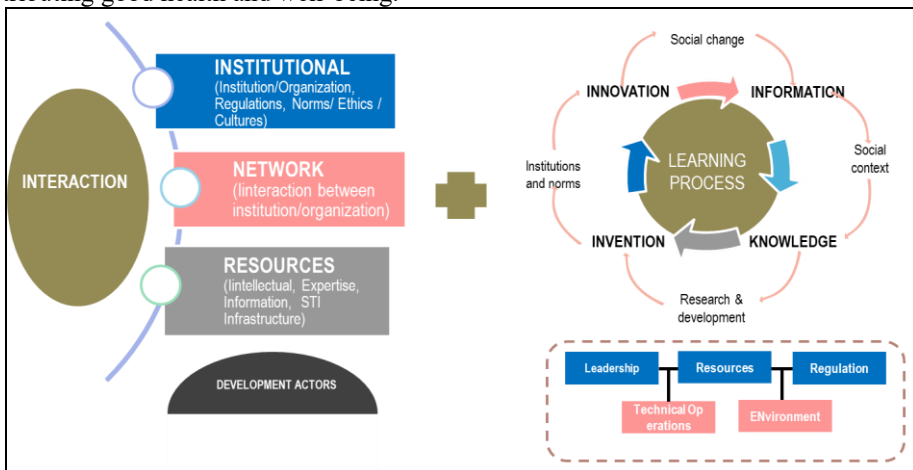 INTERACTION
INSTITUTIONAL
(Institution/Organization,
Regulations, Norms/ Ethics /
Cultures)
NETWORK
(Iinteraction between
institution/organization)
RESOURCES
(Iintellectual, Expertise,
Information, STI
Infrastructure)
DEVELOPMENT ACTORS
Social change
INNOVATION
INFORMATION
Institutions
and norms
LEARNING
PROCESS
Social
context
INVENTION
KNOWLEDGE
Research &
development
Leadership
Resources
Regulation
Technical Op
erations
ENvironment